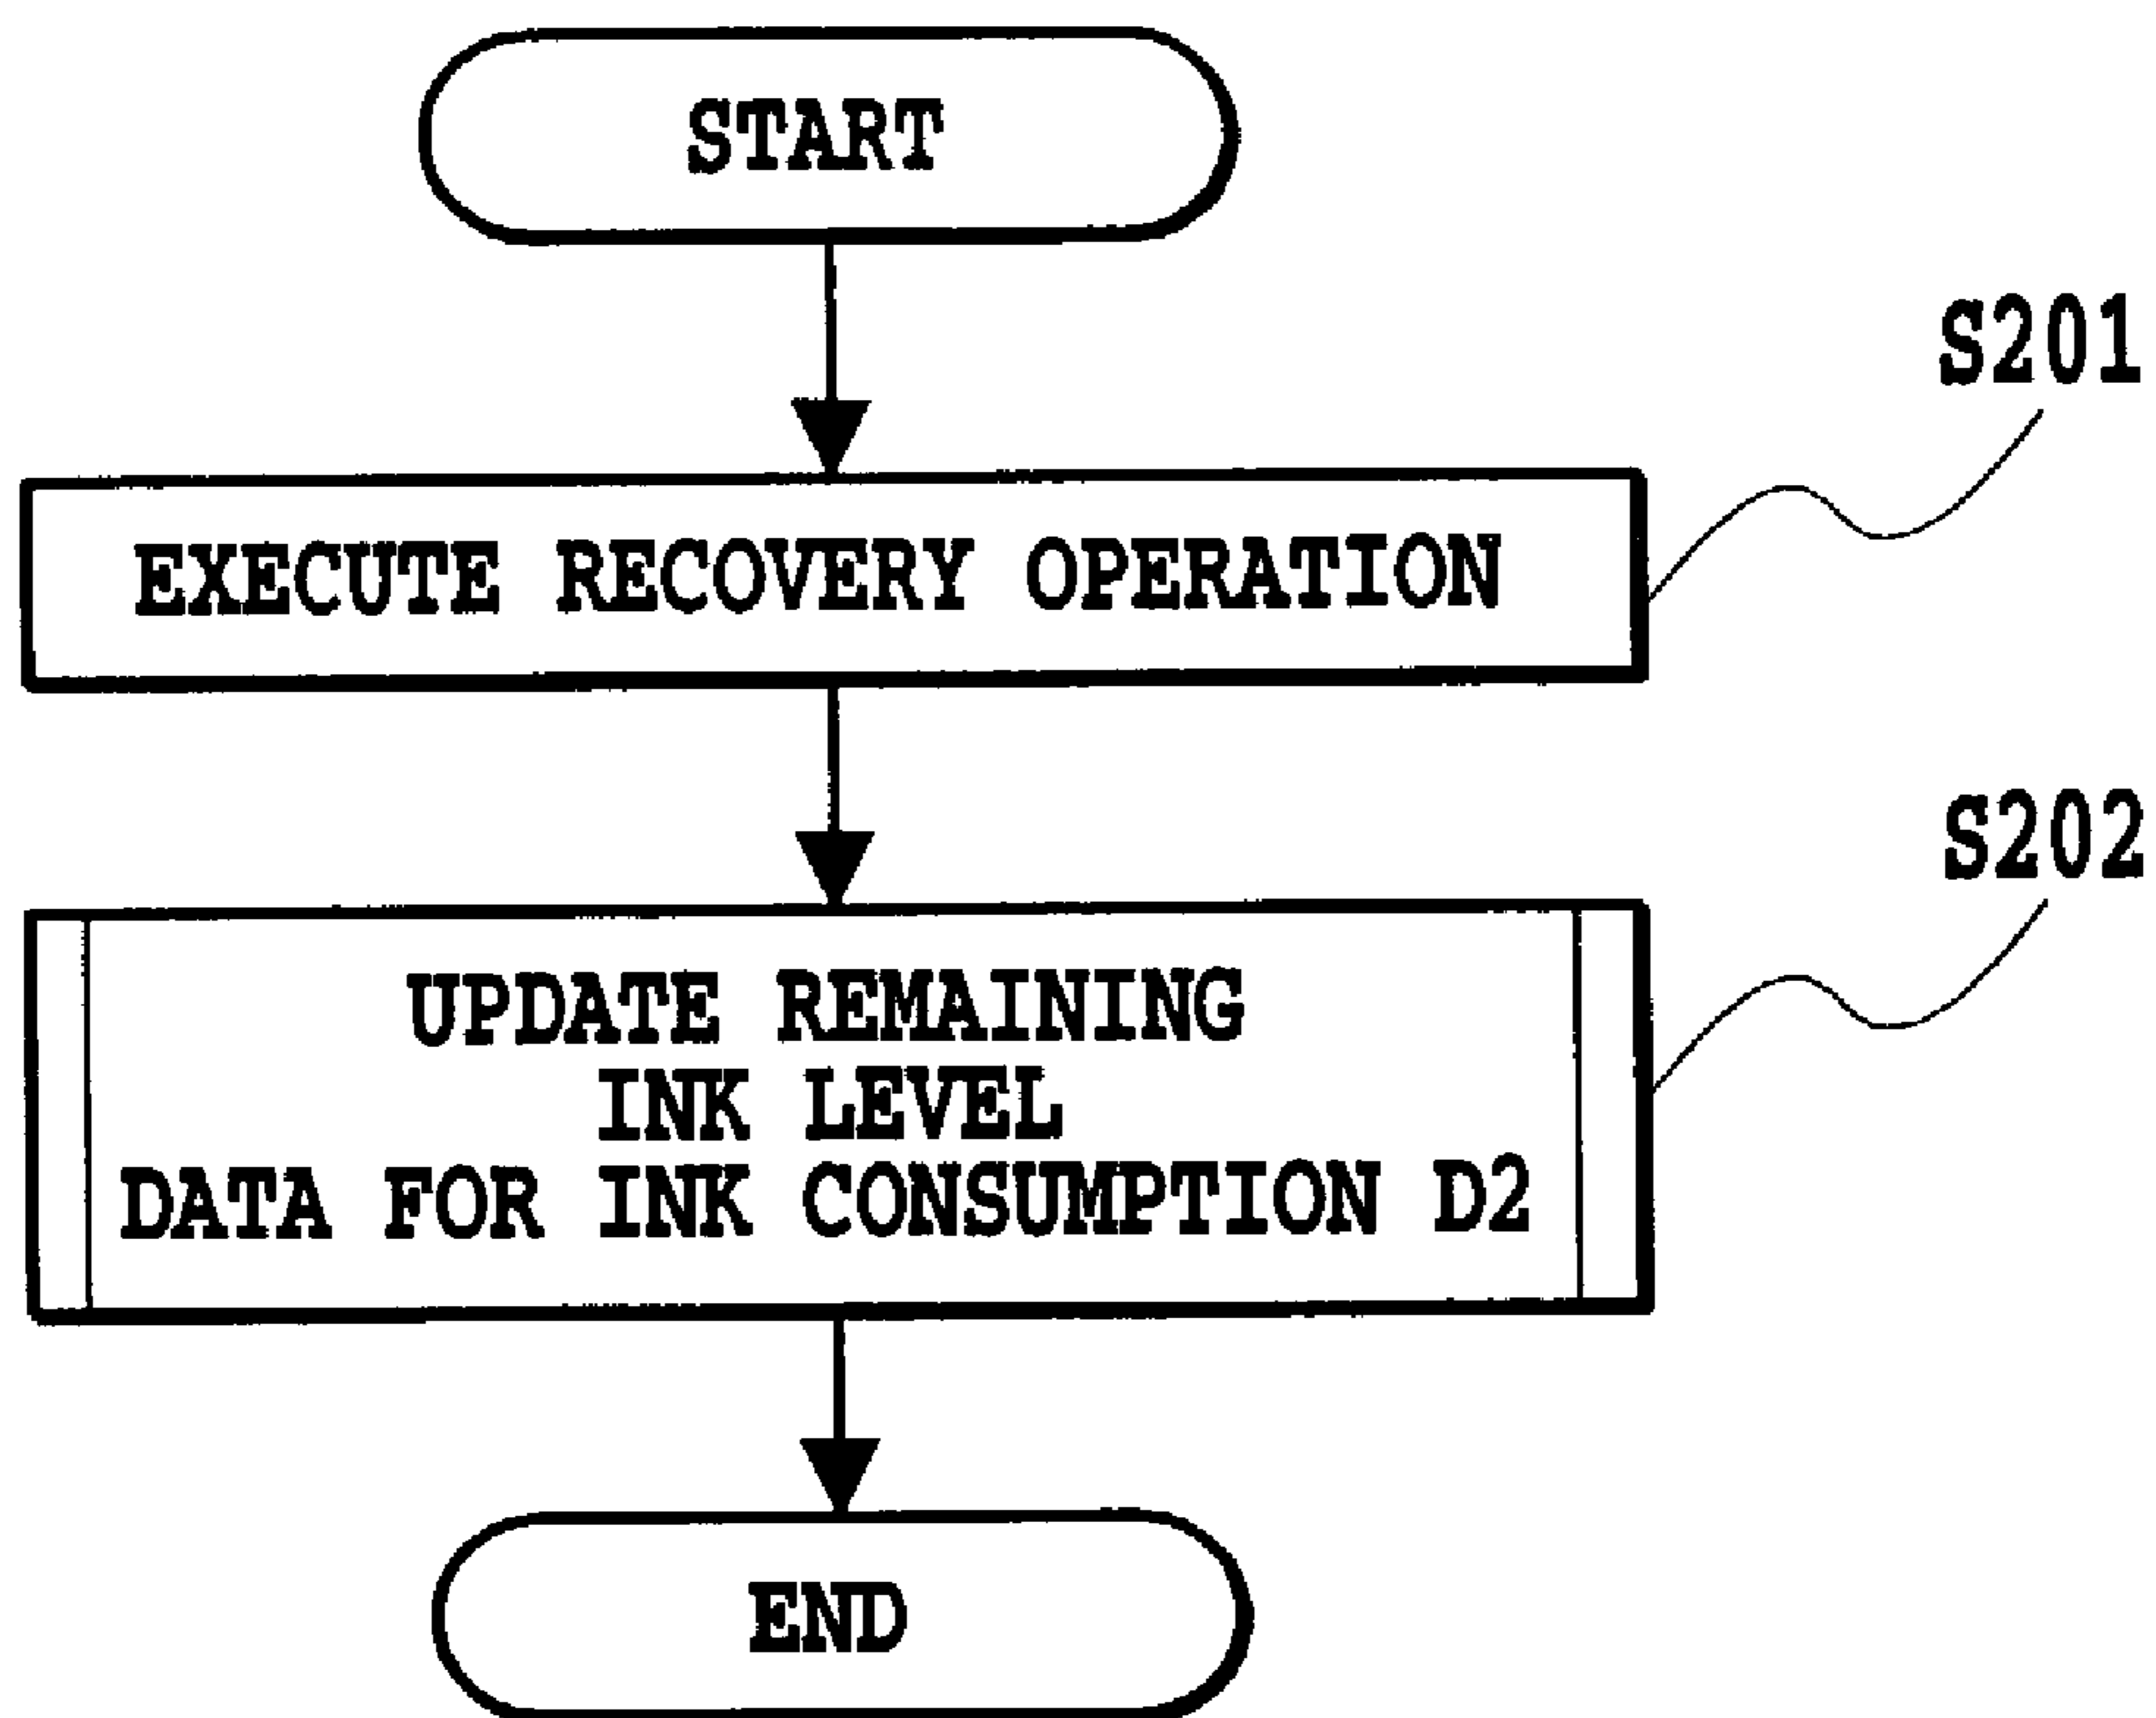 START
S201
EXECUTE RECOVERY OPERATION
S202
UPDATE REMAINING
INK LEVEL
DATA FOR INK CONSUMPTION D2
END